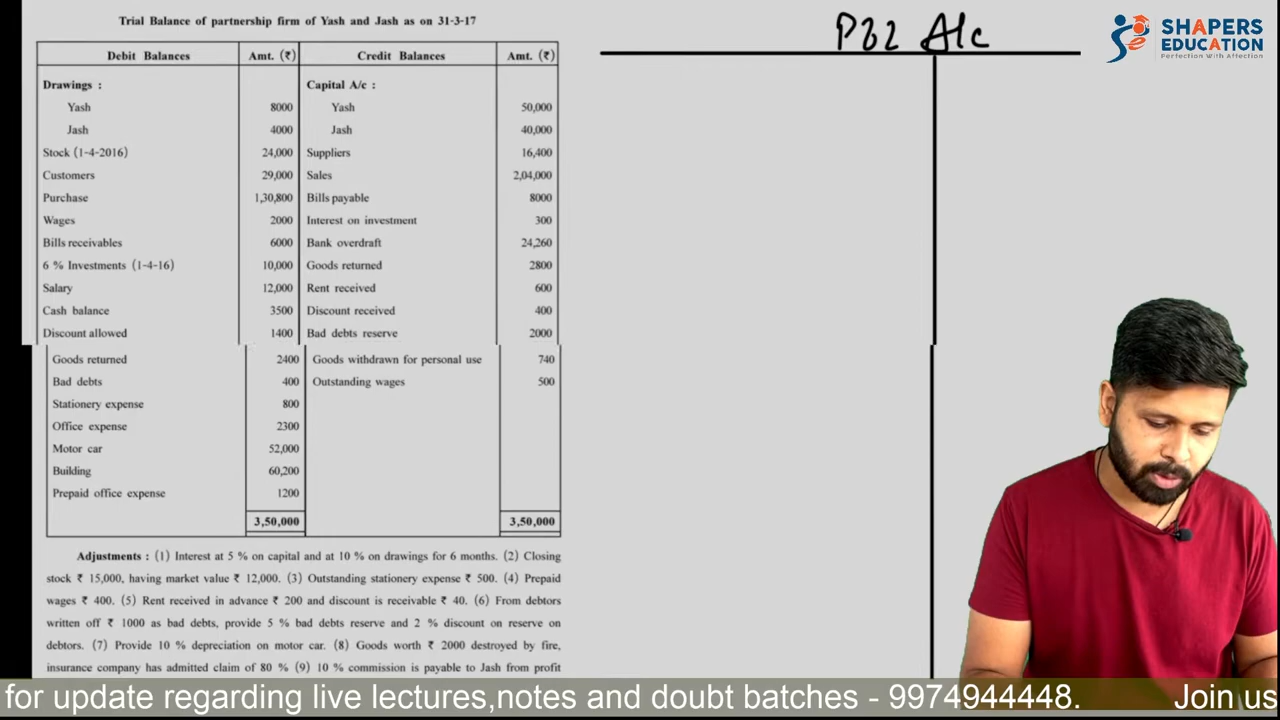 Trial Balance of partnership firm of Yash and Jash as on 31-3-17
Debit Balances Amt. (₹) Credit Balances Amt. (₹)
Drawings : Capital A/c :
Yash 8000 Yash 50,000
Jash 4000 Jash 40,000
Stock (1-4-2016) 24,000 Suppliers 16,400
Customers 29,000 Sales 2,04,000
Purchase 1,30,800 Bills payable 8000
Wages 2000 Interest on investment 300
Bills receivables 6000 Bank overdraft 24,260
6 % Investments (1-4-16) 10,000 Goods returned 2800
Salary 12,000 Rent received 600
Cash balance 3500 Discount received 400
Discount allowed 1400 Bad debts reserve 2000
Goods returned 2400 Goods withdrawn for personal use 740
Bad debts 400 Outstanding wages 500
Stationery expense 800
Office expense 2300
Motor car 52,000
Building 60,200
Prepaid office expense 1200
3,50,000 3,50,000
Adjustments : (1) Interest at 5 % on capital and at 10 % on drawings for 6 months. (2) Closing
stock ₹ 15,000, having market value ₹ 12,000. (3) Outstanding stationery expense ₹ 500. (4) Prepaid
wages ₹ 400. (5) Rent received in advance ₹ 200 and discount is receivable ₹ 40. (6) From debtors
written off ₹ 1000 as bad debts, provide 5 % bad debts reserve and 2 % discount on reserve on
debtors. (7) Provide 10 % depreciation on motor car. (8) Goods worth ₹ 2000 destroyed by fire,
insurance company has admitted claim of 80 % (9) 10 % commission is payable to Jash from profit
A/c
SHAPERS
EDUCATION
Perfection With Affection
for update regarding live lectures,notes and doubt batches - 9974944448. Join us